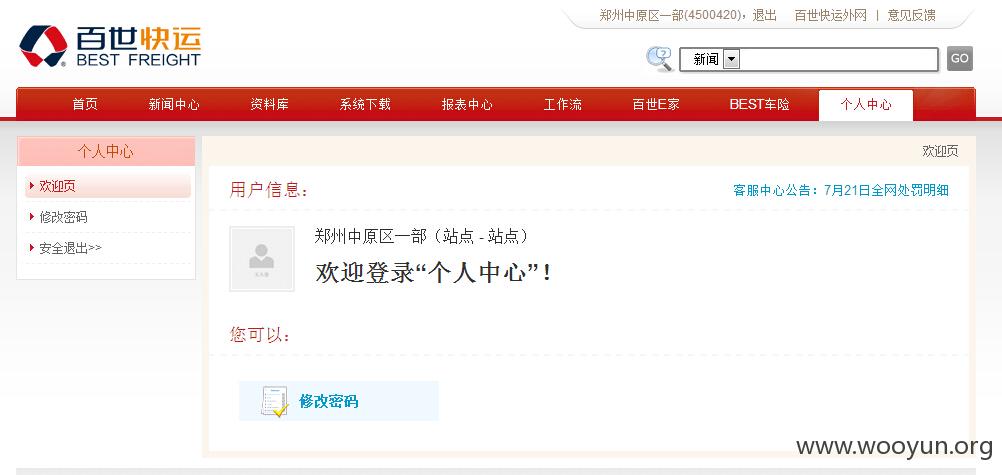 郑州中原区一部(4500420), 退出 百世快运外网 | 意见反馈
百世快运
BEST FREIGHT
新闻 GO
首页 新闻中心 资料库 系统下载 报表中心 工作流 百世E家 BEST车险 个人中心
个人中心
欢迎页
修改密码
安全退出>>
欢迎页
用户信息：
客服中心公告：7月21日全网处罚明细
郑州中原区一部（站点 - 站点）
欢迎登录“个人中心”！
您可以：
修改密码
www.wooyun.org